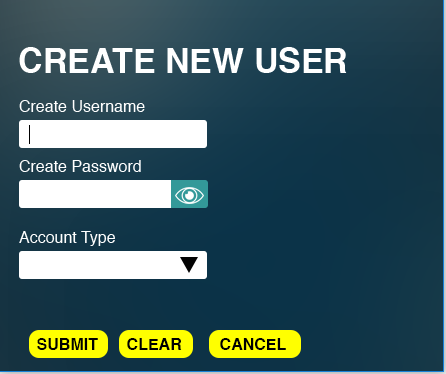 CREATE NEW USER
Create Username
Create Password
Account Type
SUBMIT CLEAR CANCEL